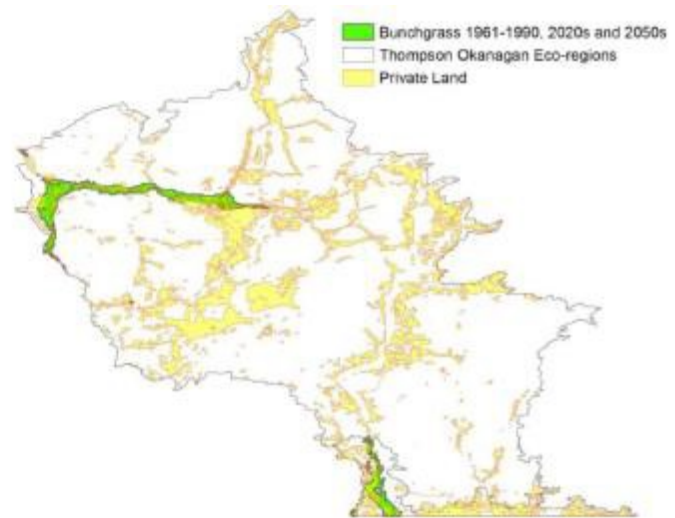 Bunchgrass 1961-1990, 2020s and 2050s
Thompson Okanagan Eco-regions
Private Land